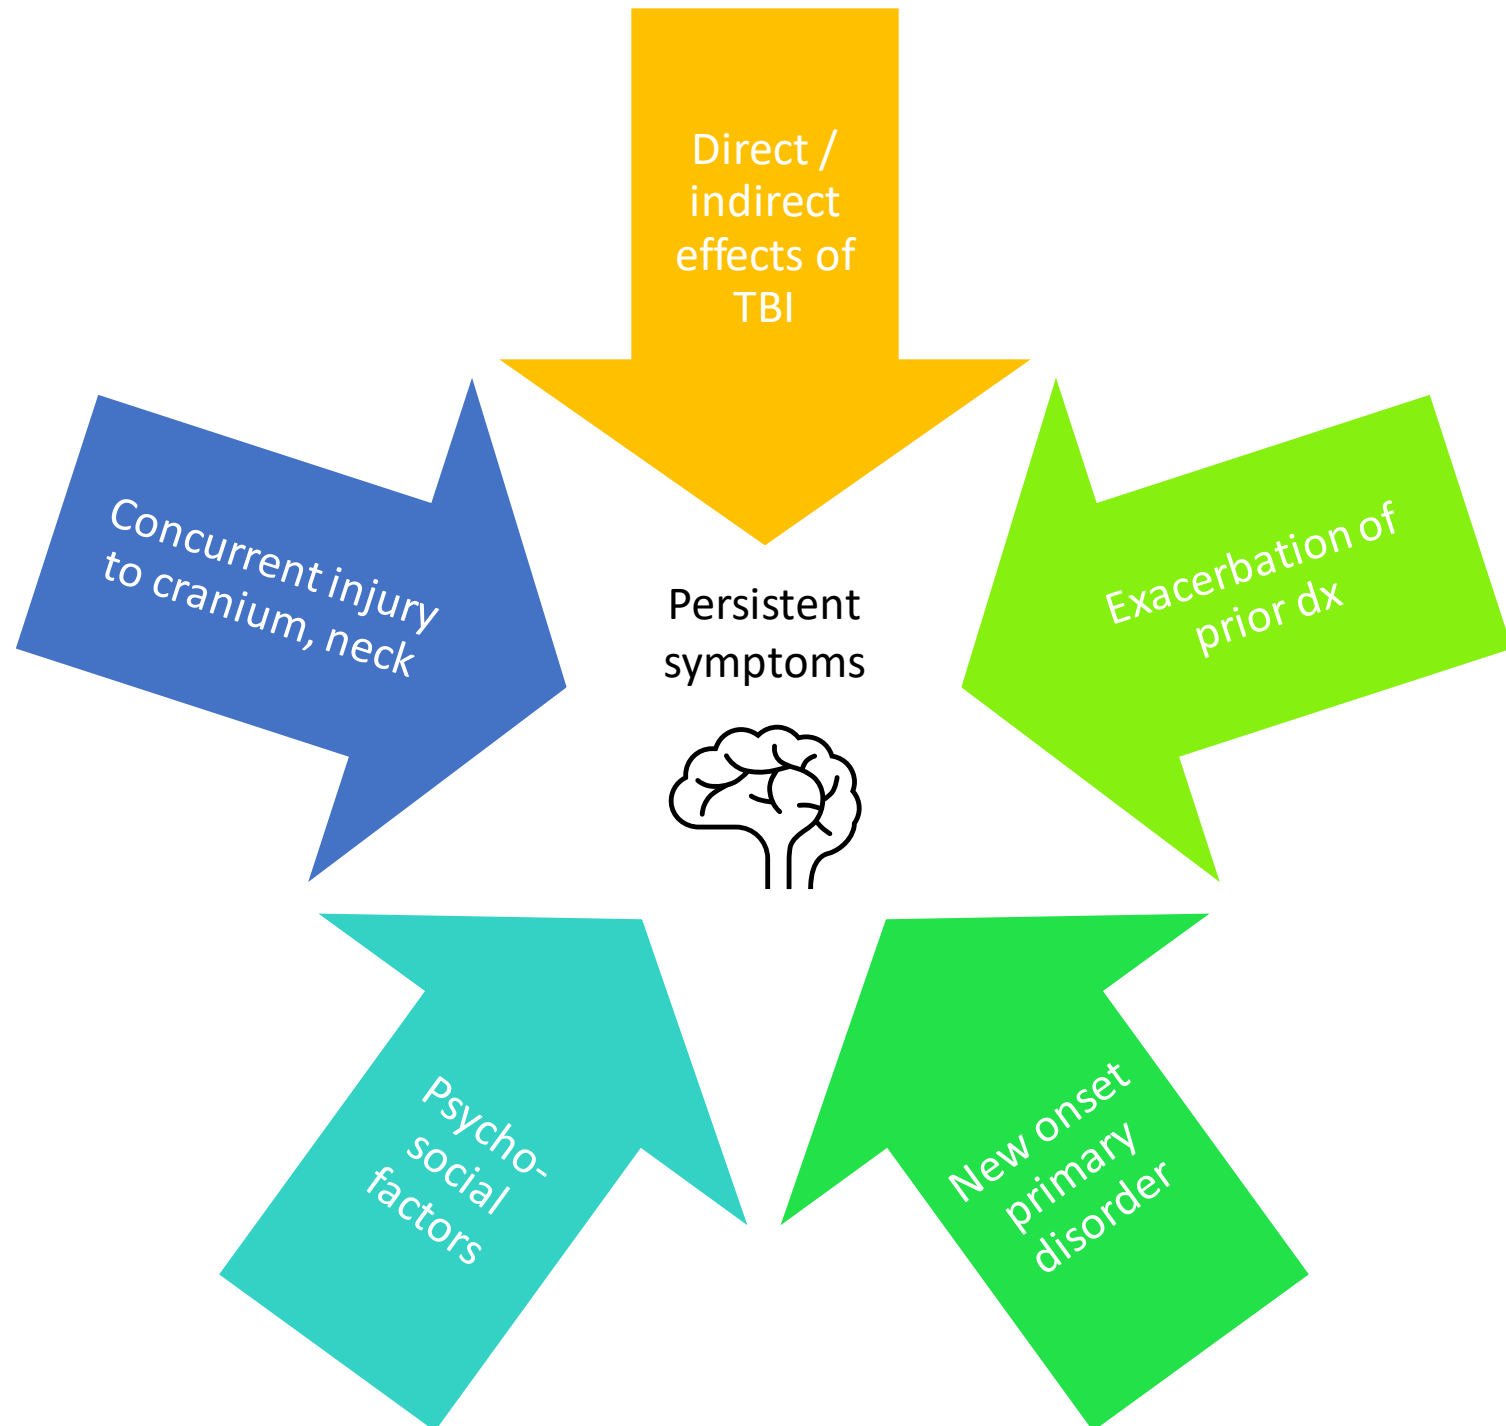 Direct /
indirect
effects of
TBI
Concurrent injury
to cranium, neck
Exacerbation of
prior dx
Persistent
symptoms
Psycho-
social
factors
New onset
primary
disorder